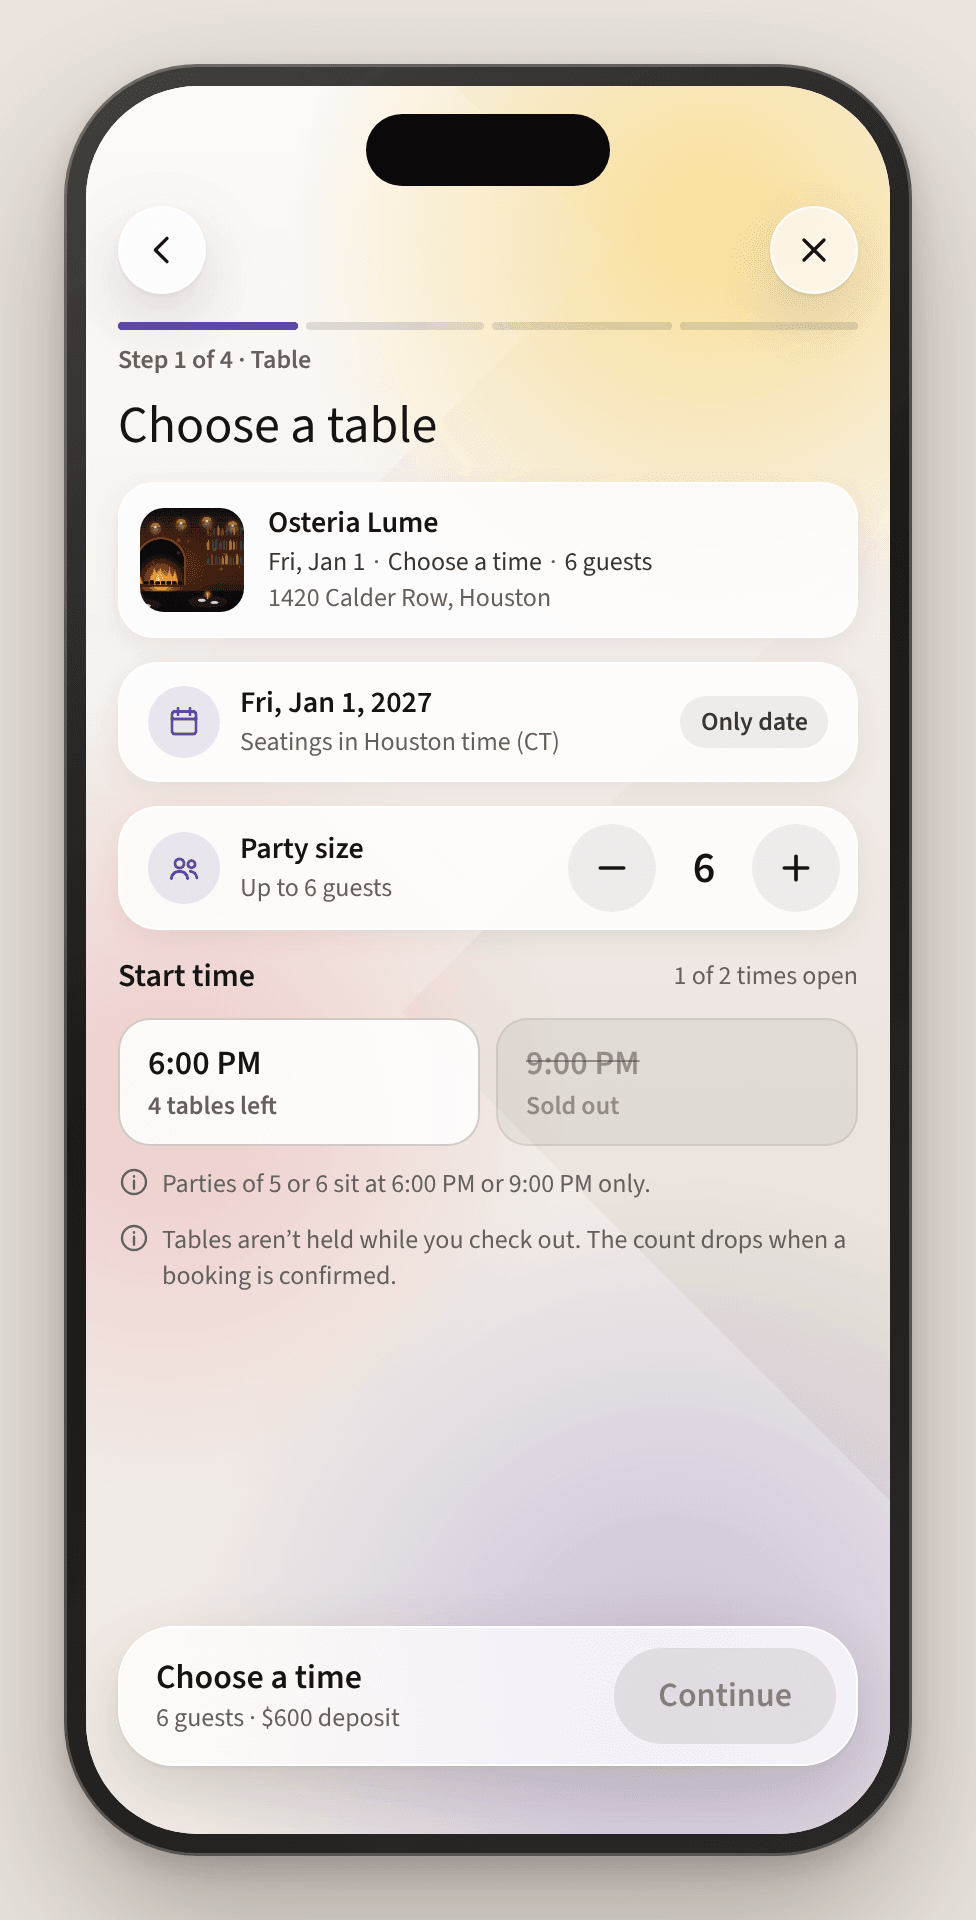 Step 1 of 4 · Table
Choose a table
Osteria Lume
Fri, Jan 1 · Choose a time · 6 guests
1420 Calder Row, Houston
Fri, Jan 1, 2027
Seatings in Houston time (CT)
Only date
Party size
Up to 6 guests
6
Start time
1 of 2 times open
6:00 PM
4 tables left
9:00 PM
Sold out
Parties of 5 or 6 sit at 6:00 PM or 9:00 PM only.
Tables aren’t held while you check out. The count drops when a
booking is confirmed.
Choose a time
6 guests · $600 deposit
Continue